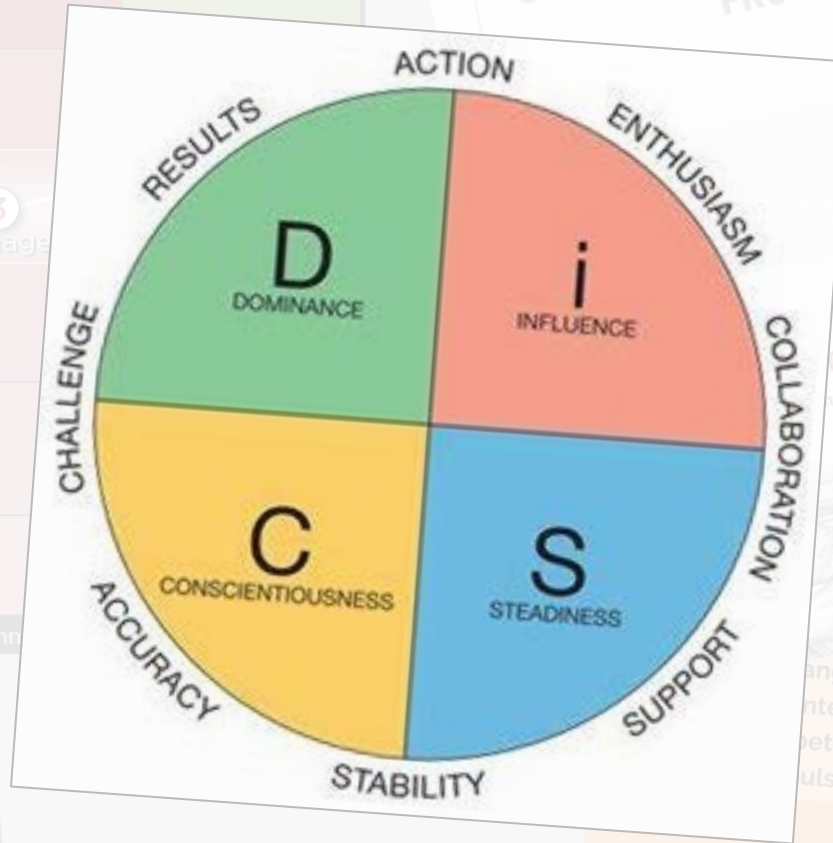 ACTION
RESULTS
ENTHUSIASM
D
DOMINANCE
i
INFLUENCE
CHALLENGE
COLLABORATION
C
CONSCIENTIOUSNESS
S
STEADINESS
ACCURACY
SUPPORT
STABILITY